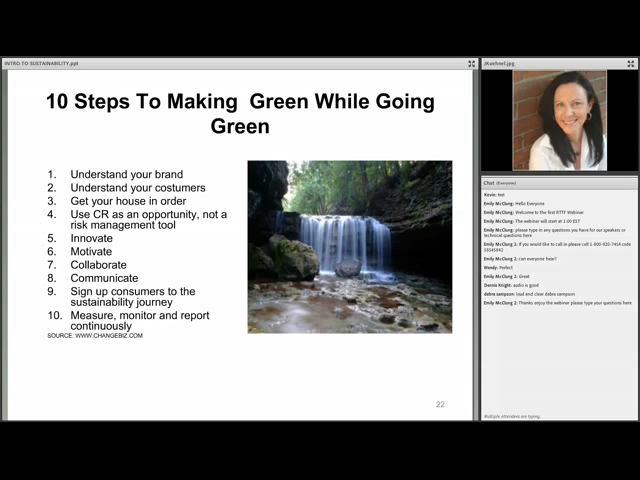 INTRO TO SUSTAINABILITY.ppt
10 Steps To Making Green While Going
Green
1. Understand your brand
2. Understand your costumers
3. Get your house in order
4. Use CR as an opportunity, not a
risk management tool
5. Innovate
6. Motivate
7. Collaborate
8. Communicate
9. Sign up consumers to the
sustainability journey
10. Measure, monitor and report
continuously
SOURCE: WWW.CHANGEBIZ.COM
22
JKuehnel.jpg
Chat (Everyone)
Kevin: test
Emily McClung: Hello Everyone
Emily McClung: Welcome to the first RTTF Webinar
Emily McClung: The webinar will start at 1:00 EST
Emily McClung: please type in any questions you have for our speakers or
technical questions here
Emily McClung 2: if you would like to call in please call 1-800-920-7454 code
58545842
Emily McClung 2: can everyone hear?
Wendy: Perfect
Emily McClung 2: Great
Dennis Knight: audio is good
debra sampson: loud and clear debra sampson
Emily McClung 2: Thanks enjoy the webinar please type your questions here
Multiple Attendees are typing...